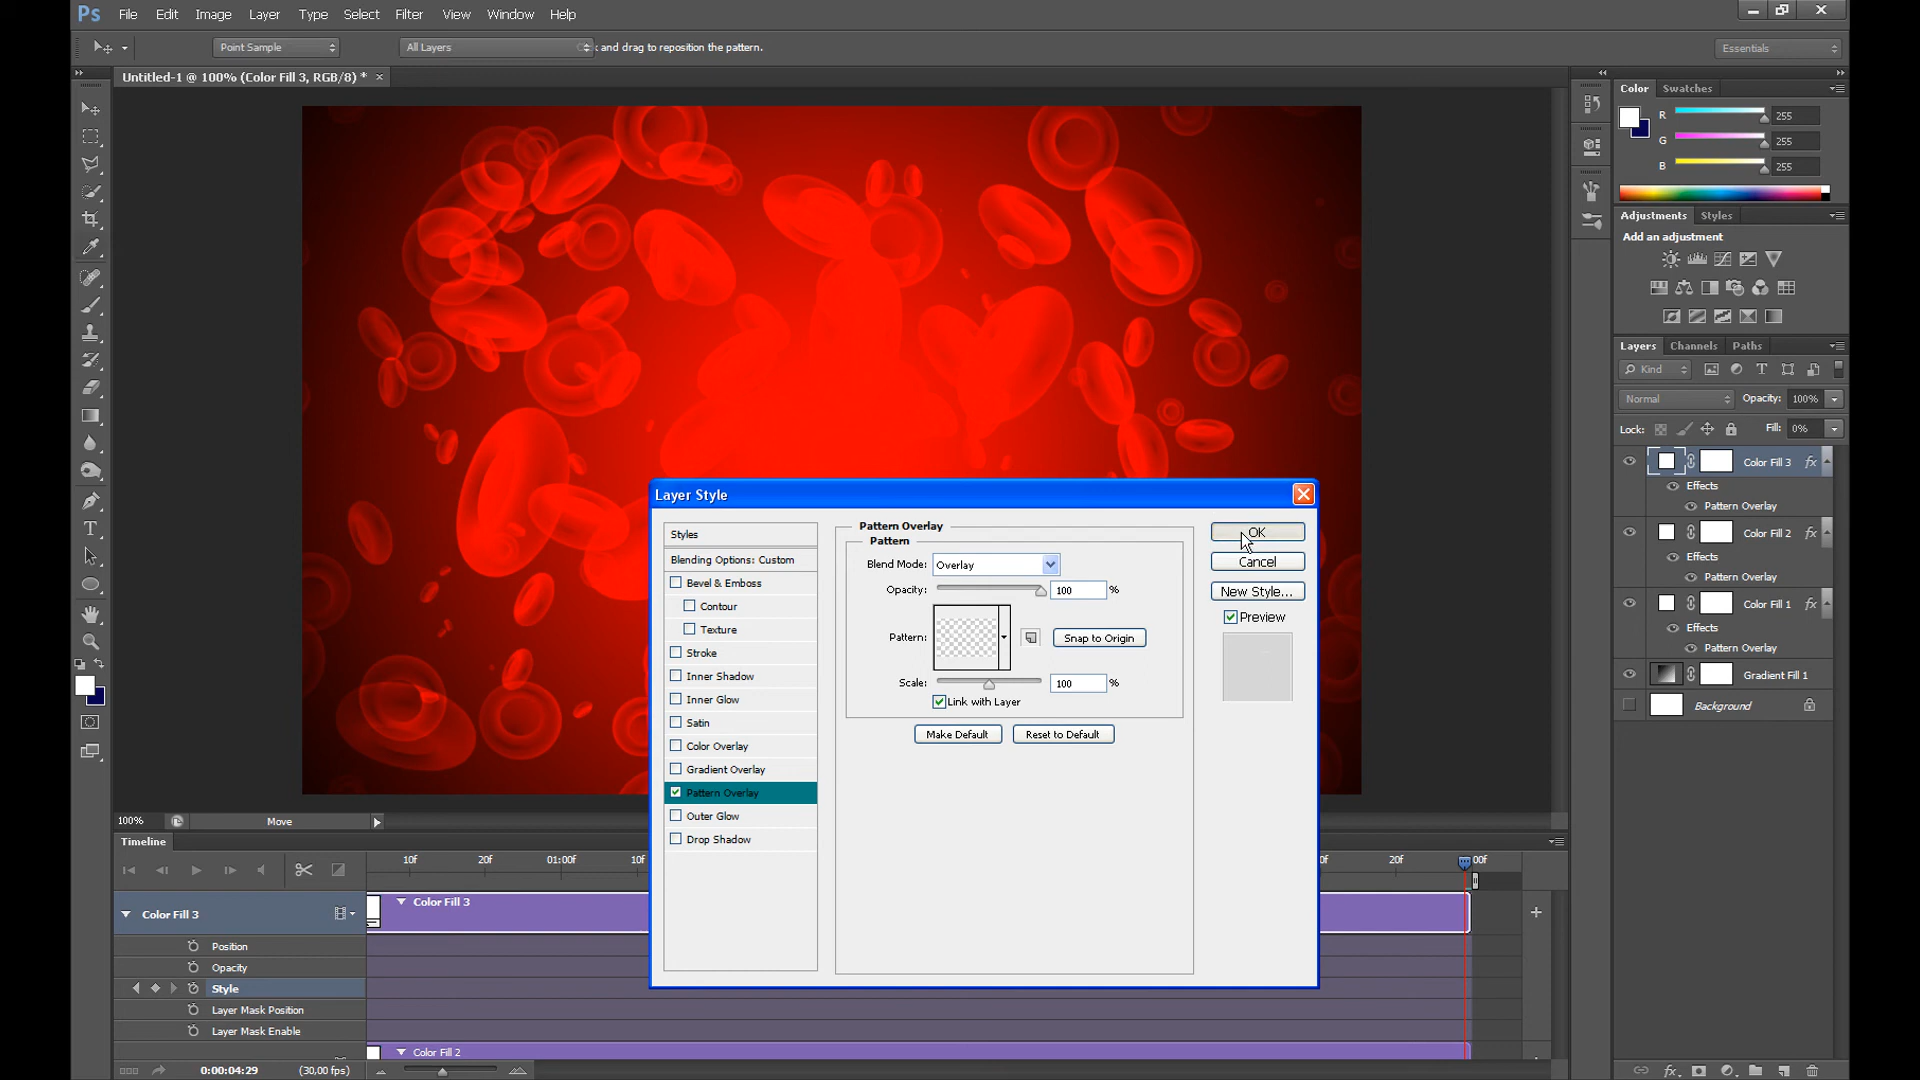 Ps File Edit Image Layer Type Select Filter View Window Help
Point Sample All Layers and drag to reposition the pattern. Essentials
Untitled-1 @ 100% (Color Fill 3, RGB/8) * ×
Color Swatches
R 255
G 255
B 255
Adjustments Styles
Add an adjustment
Layers Channels Paths
Kind
Normal Opacity: 100%
Lock: Fill: 0%
Color Fill 3 fx
Effects
Pattern Overlay
Color Fill 2 fx
Effects
Pattern Overlay
Color Fill 1 fx
Effects
Pattern Overlay
Gradient Fill 1
Background
Layer Style
Styles
Blending Options: Custom
Bevel & Emboss
Contour
Texture
Stroke
Inner Shadow
Inner Glow
Satin
Color Overlay
Gradient Overlay
Pattern Overlay
Outer Glow
Drop Shadow
Pattern Overlay
Pattern
Blend Mode: Overlay
Opacity: 100 %
Pattern: Snap to Origin
Scale: 100 %
Link with Layer
Make Default Reset to Default
OK
Cancel
New Style...
Preview
100% Move
Timeline
10f 20f 01:00f 10f 20f 00f
Color Fill 3 Color Fill 3
Position
Opacity
Style
Layer Mask Position
Layer Mask Enable
Color Fill 2
0:00:04:29 (30,00 fps)
fx